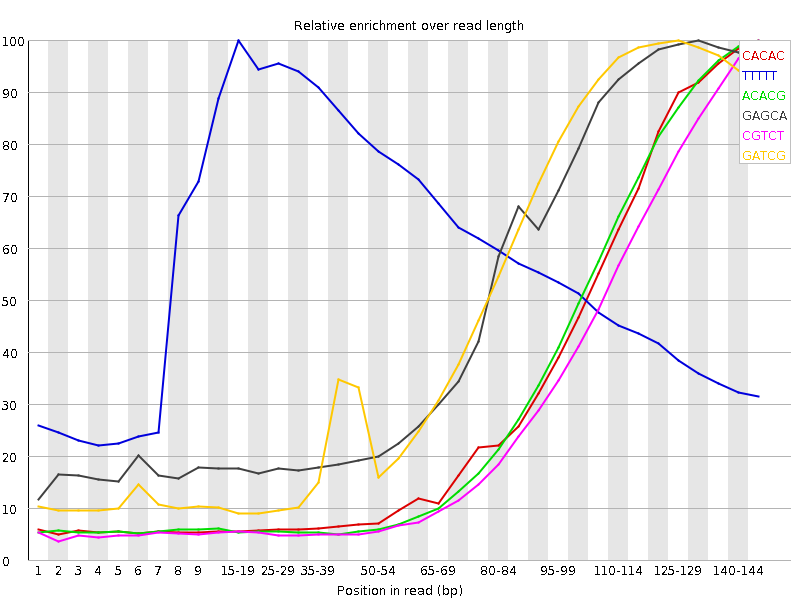 Relative enrichment over read length
100
90
80
70
60
50
40
30
20
10
0
CACAC
TTTTT
ACACG
GAGCA
CGTCT
GATCG
1 2 3 4 5 6 7 8 9 15-19 25-29 35-39 50-54 65-69 80-84 95-99 110-114 125-129 140-144
Position in read (bp)